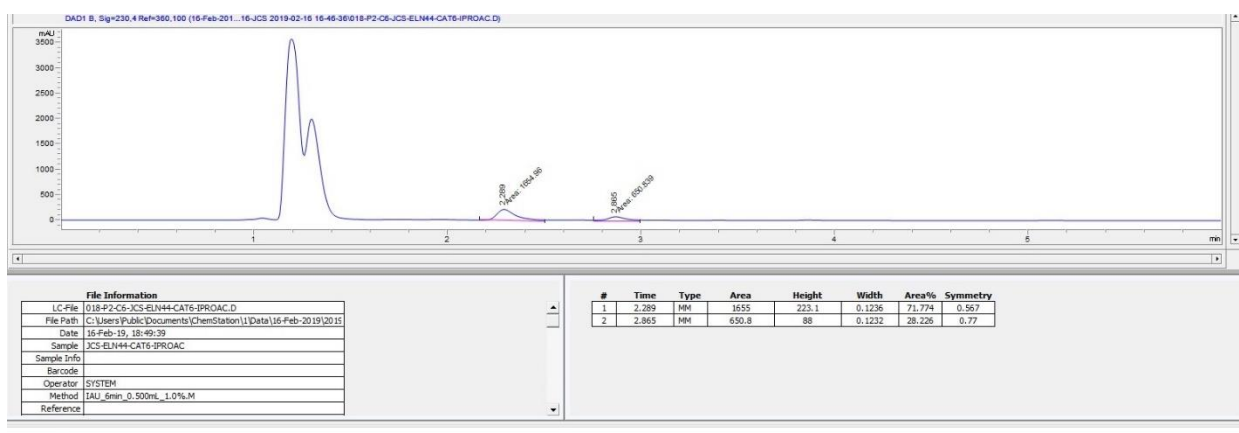 DAD1 B, Sig=230,4 Ref=360,100 (16-Feb-201...16-JCS 2019-02-16 16-46-36\018-P2-C6-JCS-ELN44-CAT6-IPROAC.D)
mAU
3500
3000
2500
2000
1500
1000
500
0
2.289
Area: 1654.96
2.865
Area: 650.839
1 2 3 4 5 min
File Information
LC-File 018-P2-C6-JCS-ELN44-CAT6-IPROAC.D
File Path C:\Users\Public\Documents\ChemStation\1\Data\16-Feb-2019\2019
Date 16-Feb-19, 18:49:39
Sample JCS-ELN44-CAT6-IPROAC
Sample Info
Barcode
Operator SYSTEM
Method IAU_6min_0.500mL_1.0%.M
Reference
# Time Type Area Height Width Area% Symmetry
1 2.289 MM 1655 223.1 0.1236 71.774 0.567
2 2.865 MM 650.8 88 0.1232 28.226 0.77